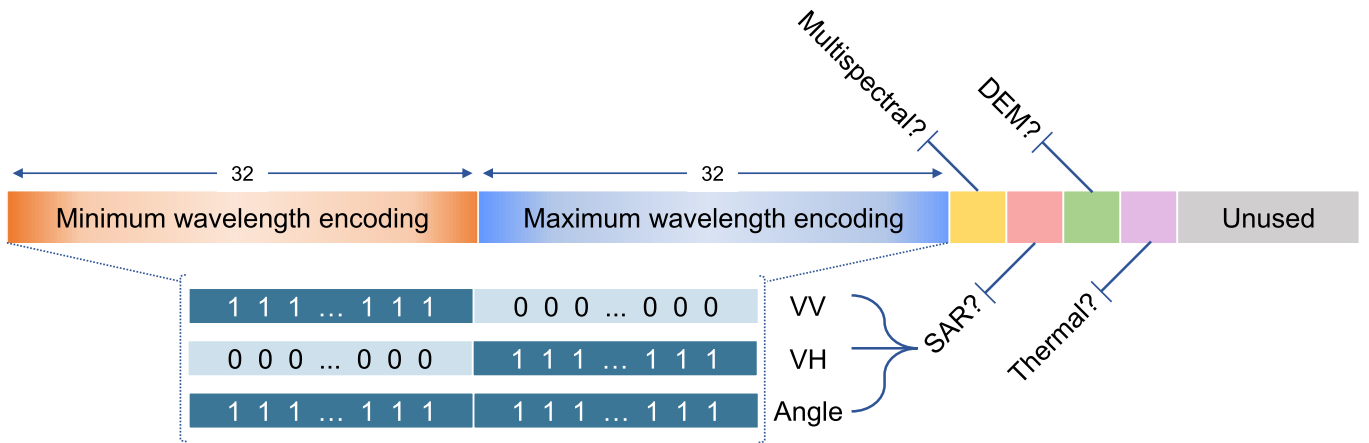 Multispectral?
DEM?
32
32
Minimum wavelength encoding
Maximum wavelength encoding
Unused
1 1 1 ... 1 1 1
0 0 0 ... 0 0 0
VV
0 0 0 ... 0 0 0
1 1 1 ... 1 1 1
VH
1 1 1 ... 1 1 1
1 1 1 ... 1 1 1
Angle
SAR?
Thermal?